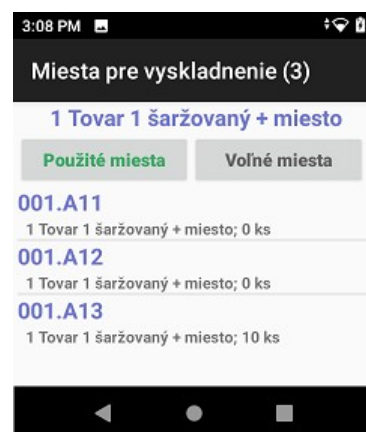 3:08 PM
Miesta pre vyskladnenie (3)
1 Tovar 1 šaržovaný + miesto
Použité miesta Voľné miesta
001.A11
1 Tovar 1 šaržovaný + miesto; 0 ks
001.A12
1 Tovar 1 šaržovaný + miesto; 0 ks
001.A13
1 Tovar 1 šaržovaný + miesto; 10 ks